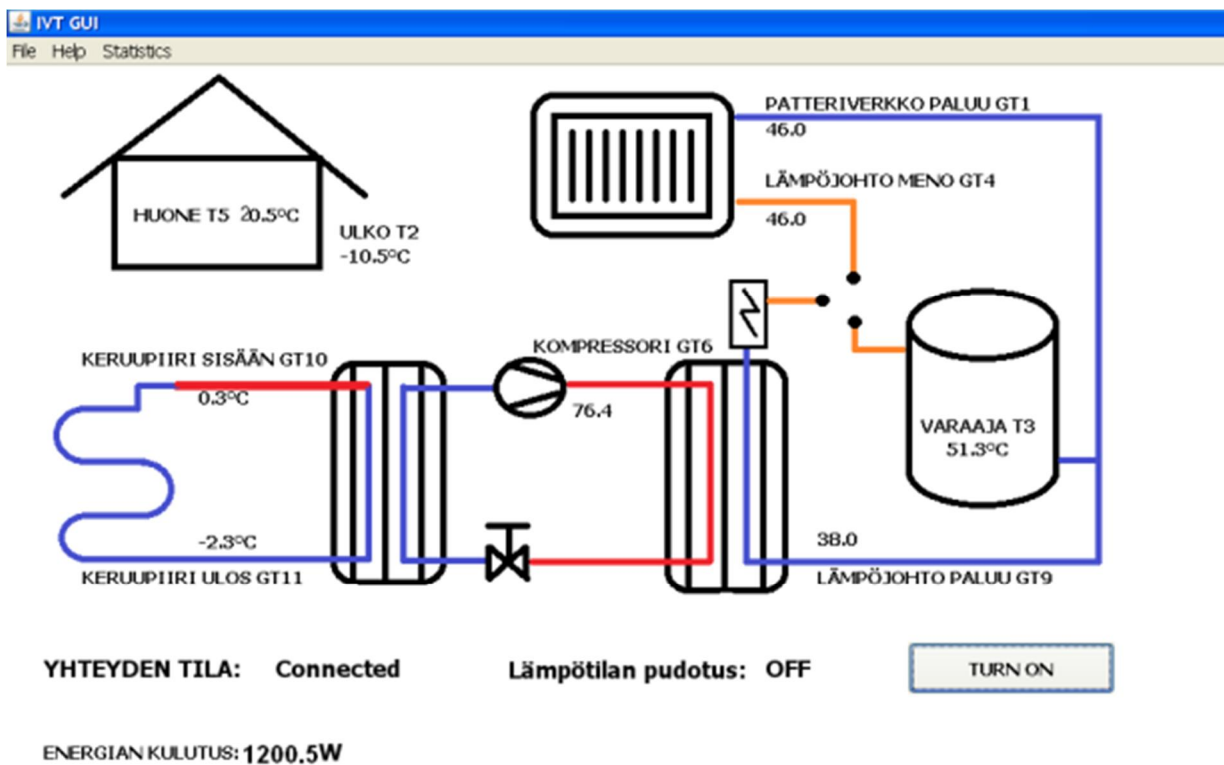 IVT GUI
File Help Statistics
PATTERIVERKKO PALUU GT1
46.0
LÄMPÖJOHTO MENO GT4
46.0
HUONE T5 20.5°C
ULKO T2
-10.5°C
KERUUPIIRI SISÄÄN GT10
0.3°C
KOMPRESSORI GT6
76.4
VARAAJA T3
51.3°C
-2.3°C
KERUUPIIRI ULOS GT11
38.0
LÄMPÖJOHTO PALUU GT9
YHTEYDEN TILA: Connected
Lämpötilan pudotus: OFF
TURN ON
ENERGIAN KULUTUS: 1200.5W